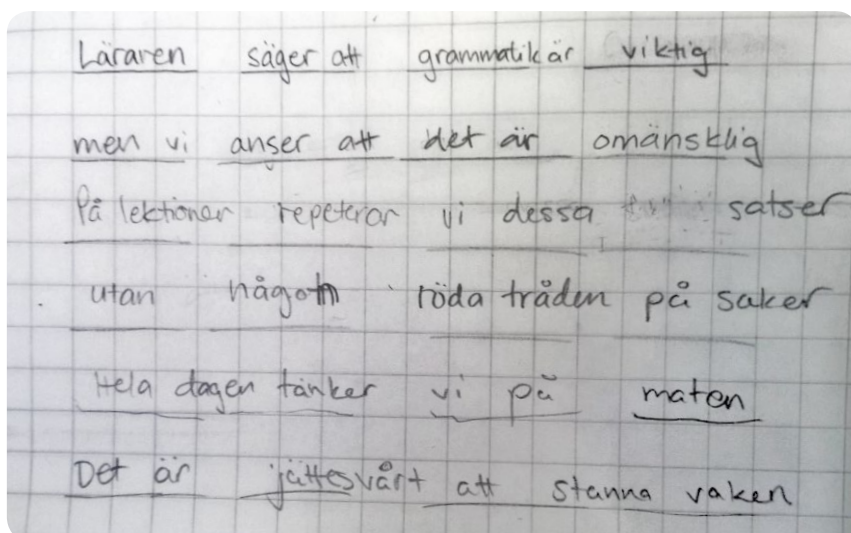 Läraren säger att grammatik är viktig
men vi anser att det är omänsklig
På lektioner repeterar vi dessa satser
utan någon röda tråden på saker
Hela dagen tänker vi på maten
Det är jättesvårt att stanna vaken